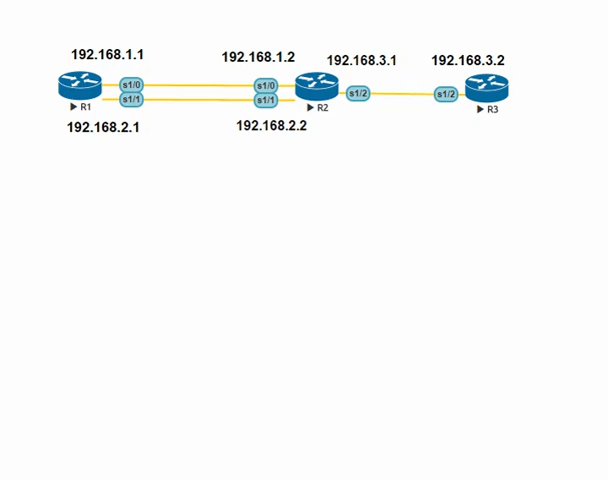 192.168.1.1
192.168.1.2
192.168.3.1
192.168.3.2
s1/0
s1/0
s1/1
s1/1
s1/2
s1/2
R1
R2
R3
192.168.2.1
192.168.2.2